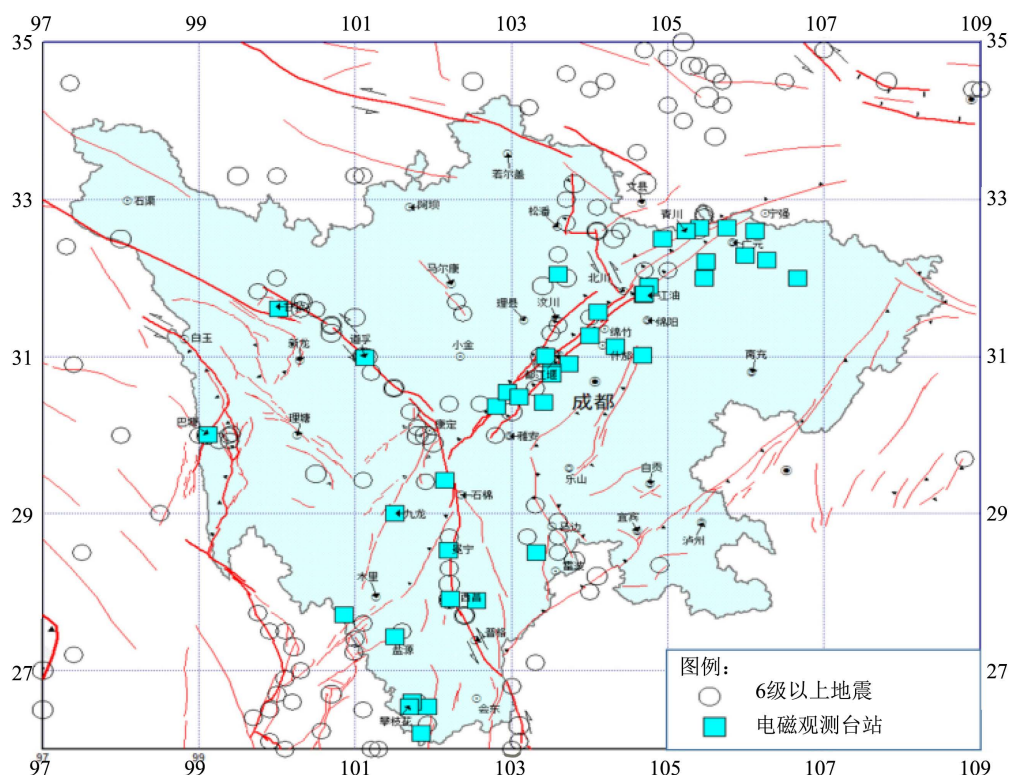 97 99 101 103 105 107 109
35 35
若尔盖
文县
33 石渠 阿坝 松潘 青川 宁强 33
广元
马尔康 北川
甘孜 理县 汶川 江油
绵竹 绵阳
白玉 新龙 道孚 小金 什邡
31 都江堰 南充 31
成都
巴塘 理塘 康定 雅安
乐山 自贡
石棉
29 九龙 马边 宜宾 泸州 29
冕宁
雷波
木里 西昌
普格
盐源
27 27
会东
攀枝花
图例：
6级以上地震
电磁观测台站
97 99
99 101 103 105 107 109